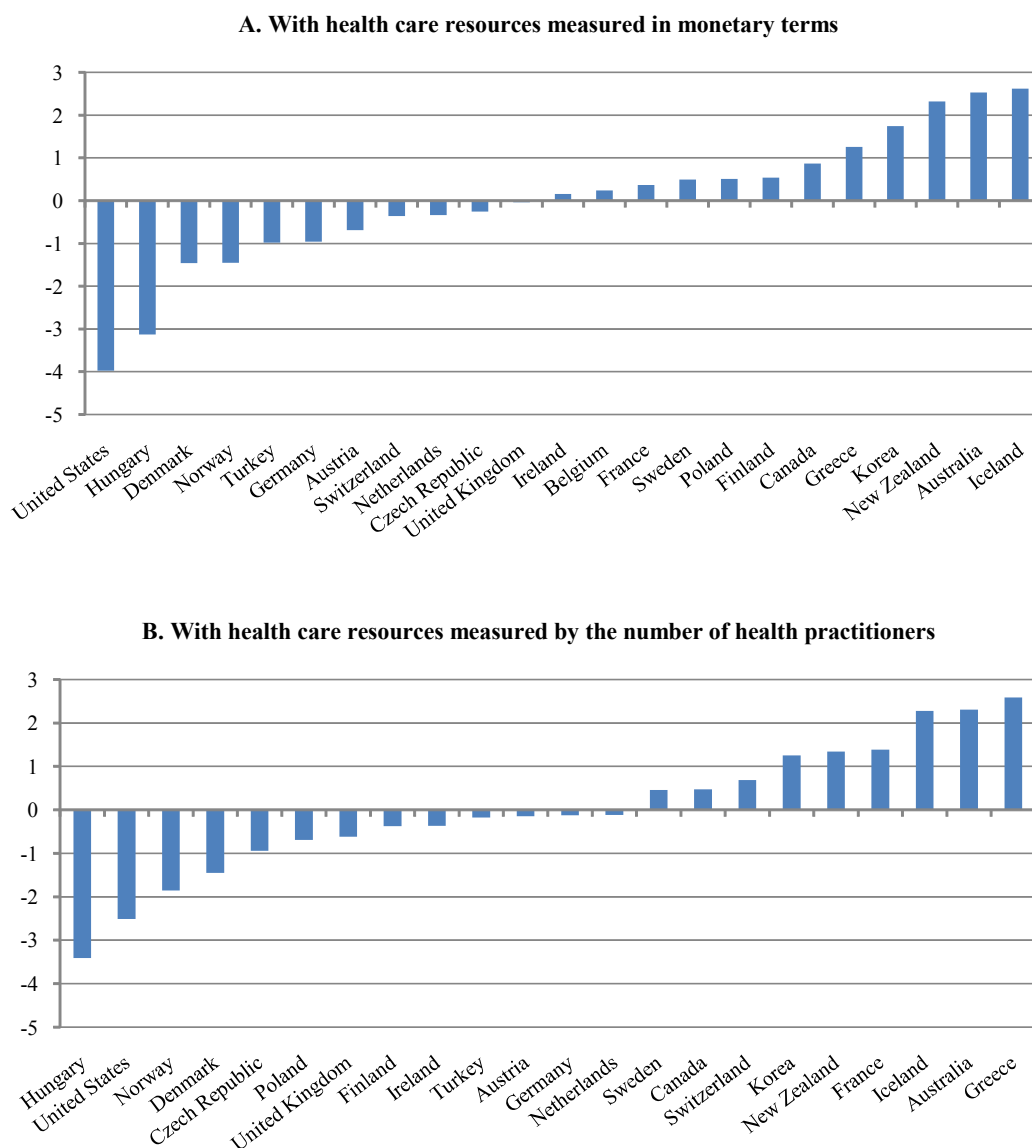 A. With health care resources measured in monetary terms
3
2
1
0
-1
-2
-3
-4
-5
United States
Hungary
Denmark
Norway
Turkey
Germany
Austria
Switzerland
Netherlands
Czech Republic
United Kingdom
Ireland
Belgium
France
Sweden
Poland
Finland
Canada
Greece
Korea
New Zealand
Australia
Iceland
B. With health care resources measured by the number of health practitioners
3
2
1
0
-1
-2
-3
-4
-5
Hungary
United States
Norway
Denmark
Czech Republic
Poland
United Kingdom
Finland
Ireland
Turkey
Austria
Germany
Netherlands
Sweden
Canada
Switzerland
Korea
New Zealand
France
Iceland
Australia
Greece